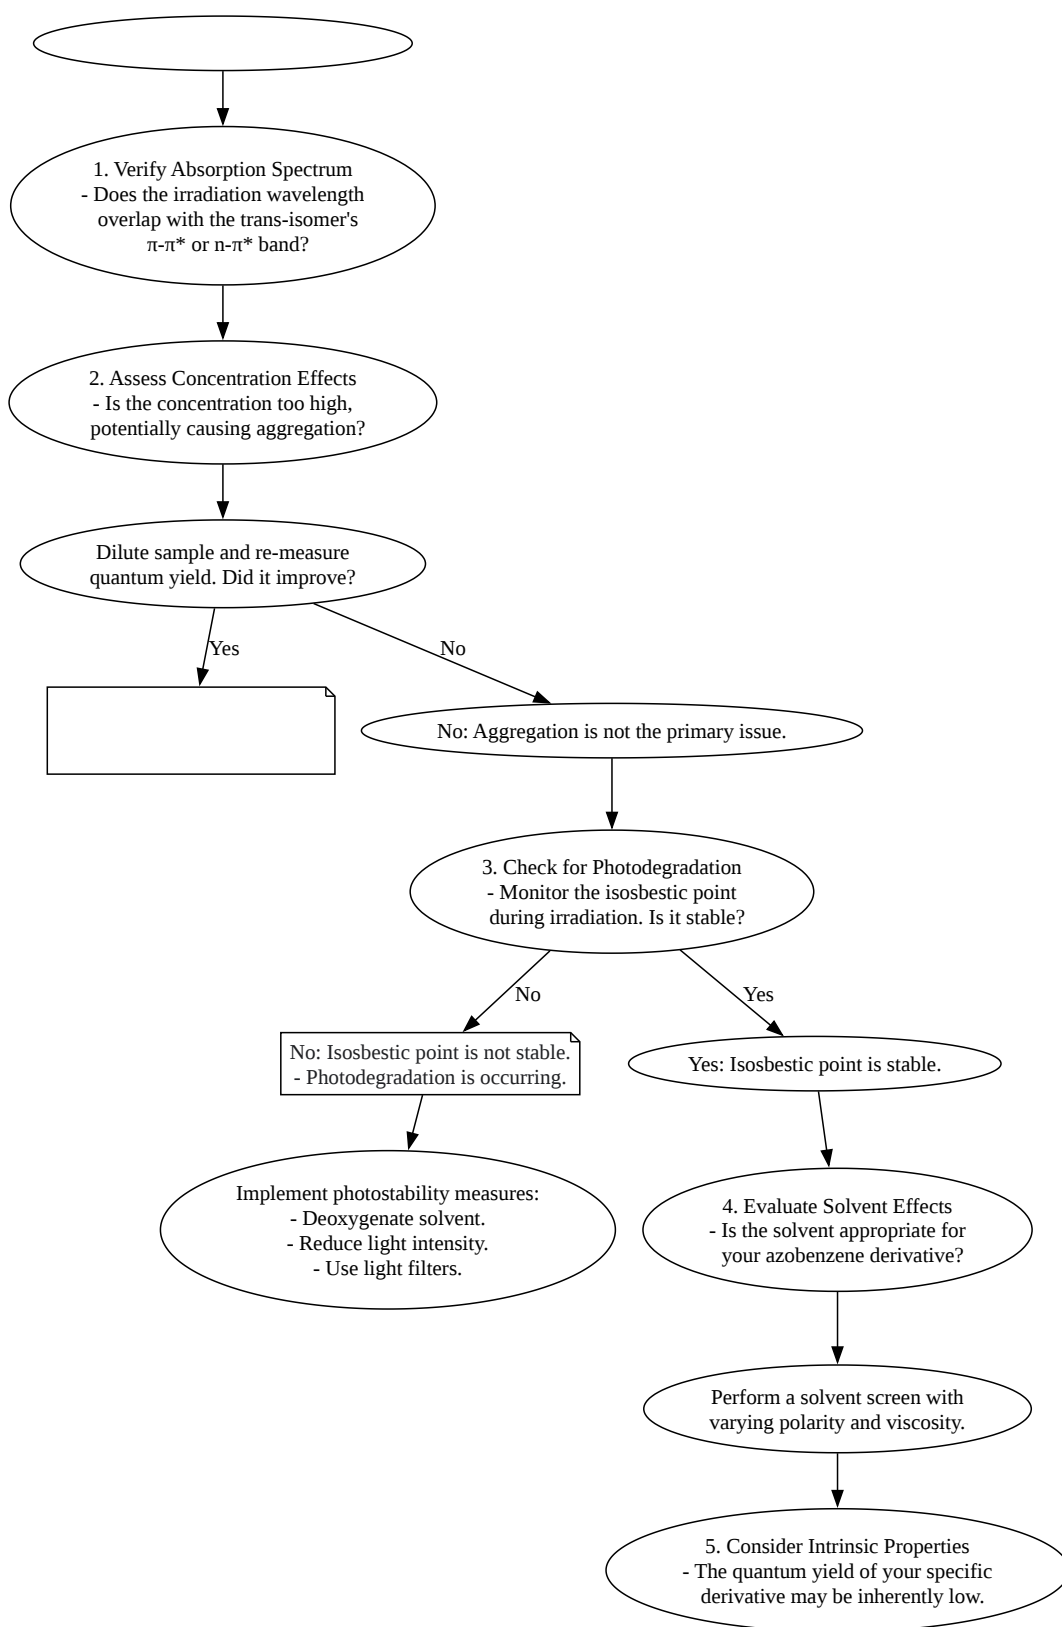 1. Verify Absorption Spectrum
- Does the irradiation wavelength
overlap with the trans-isomer's
π-π* or n-π* band?
2. Assess Concentration Effects
- Is the concentration too high,
potentially causing aggregation?
Dilute sample and re-measure
quantum yield. Did it improve?
Yes
No
No: Aggregation is not the primary issue.
3. Check for Photodegradation
- Monitor the isosbestic point
during irradiation. Is it stable?
No
Yes
No: Isosbestic point is not stable.
- Photodegradation is occurring.
Yes: Isosbestic point is stable.
Implement photostability measures:
- Deoxygenate solvent.
- Reduce light intensity.
- Use light filters.
4. Evaluate Solvent Effects
- Is the solvent appropriate for
your azobenzene derivative?
Perform a solvent screen with
varying polarity and viscosity.
5. Consider Intrinsic Properties
- The quantum yield of your specific
derivative may be inherently low.